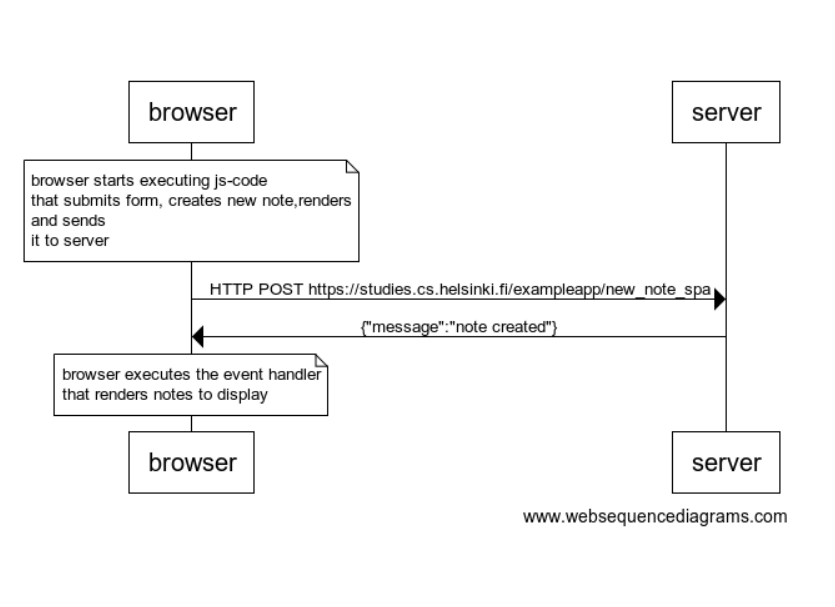 browser
server
browser starts executing js-code
that submits form, creates new note,renders
and sends
it to server
HTTP POST https://studies.cs.helsinki.fi/exampleapp/new_note_spa
{"message":"note created"}
browser executes the event handler
that renders notes to display
browser
server
www.websequencediagrams.com